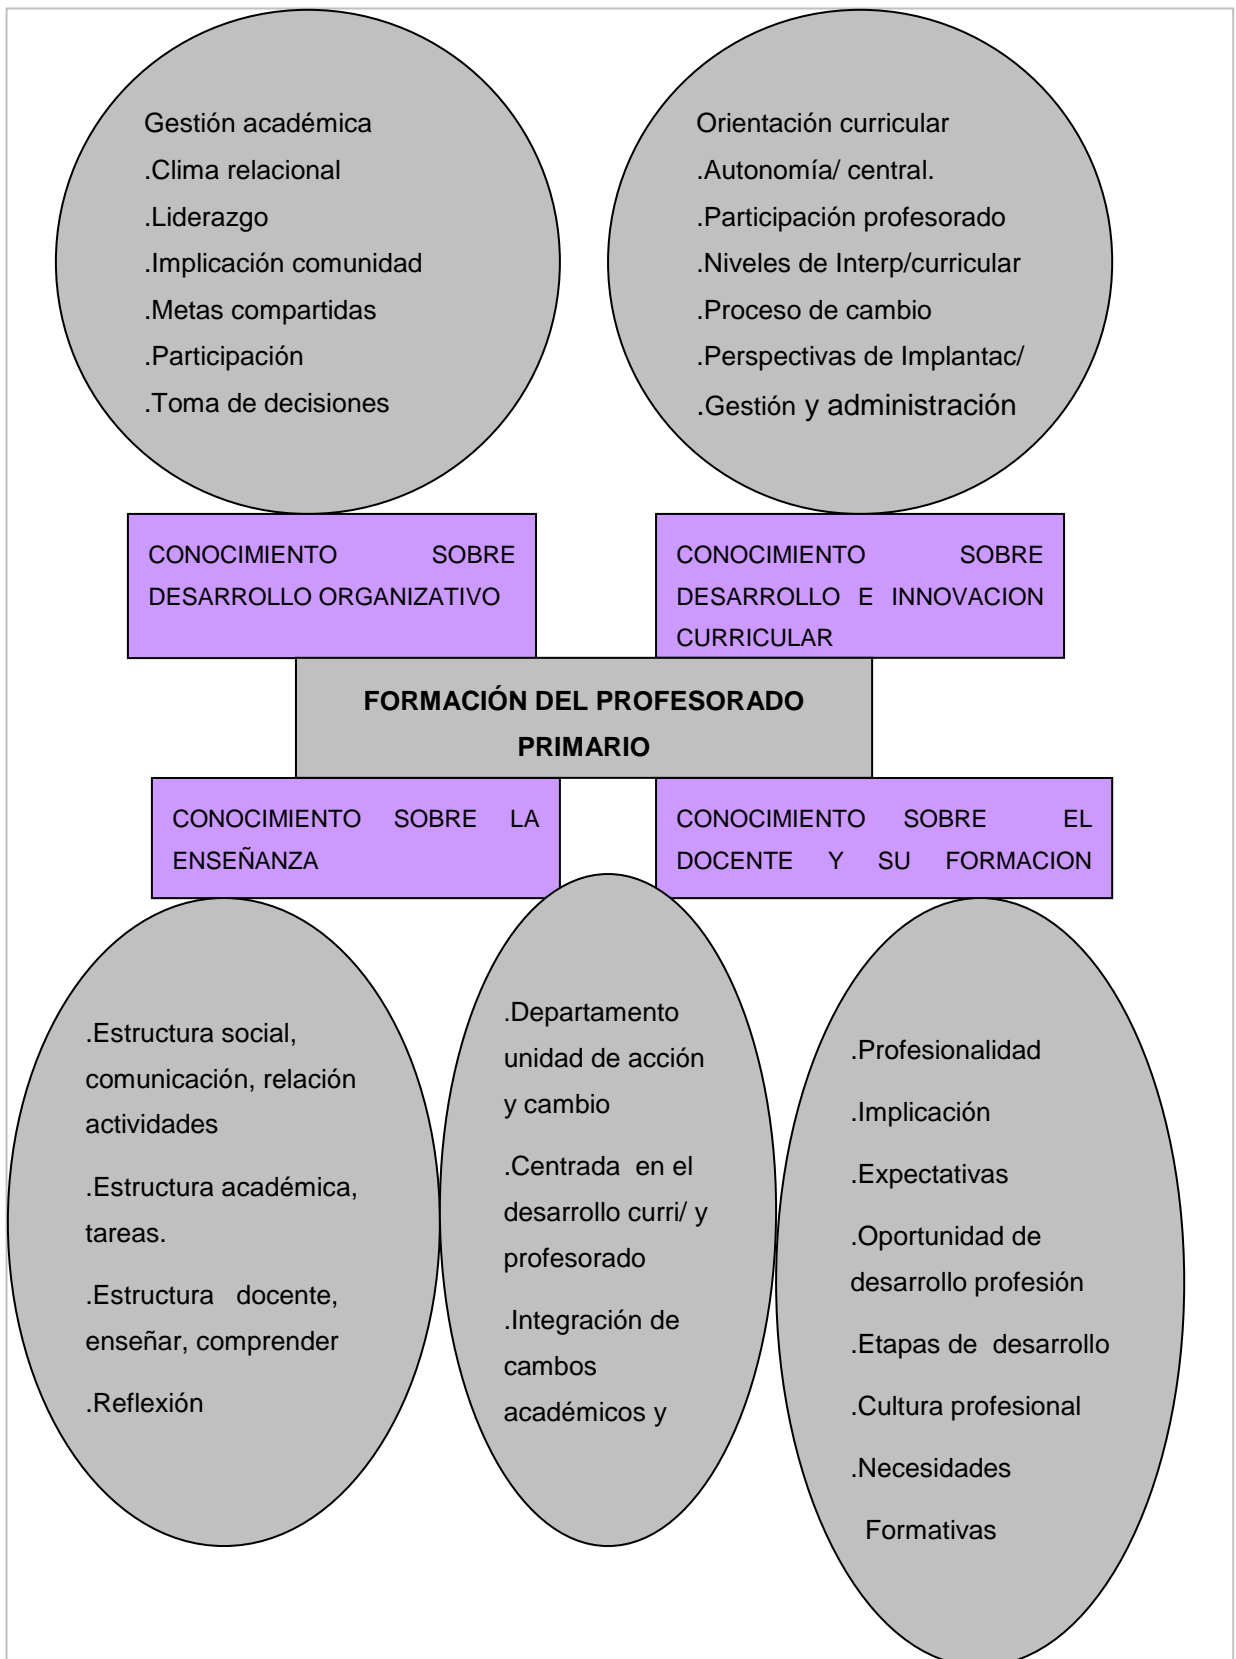 Gestión académica
.Clima relacional
.Liderazgo
.Implicación comunidad
.Metas compartidas
.Participación
.Toma de decisiones
Orientación curricular
.Autonomía/ central.
.Participación profesorado
.Niveles de Interp/curricular
.Proceso de cambio
.Perspectivas de Implantac/
.Gestión y administración
CONOCIMIENTO SOBRE
DESARROLLO ORGANIZATIVO
CONOCIMIENTO SOBRE
DESARROLLO E INNOVACION
CURRICULAR
FORMACIÓN DEL PROFESORADO
PRIMARIO
CONOCIMIENTO SOBRE LA
ENSEÑANZA
CONOCIMIENTO SOBRE EL
DOCENTE Y SU FORMACION
.Estructura social,
comunicación, relación
actividades
.Estructura académica,
tareas.
.Estructura docente,
enseñar, comprender
.Reflexión
.Departamento
unidad de acción
y cambio
.Centrada en el
desarrollo curri/ y
profesorado
.Integración de
cambos
académicos y
.Profesionalidad
.Implicación
.Expectativas
.Oportunidad de
desarrollo profesión
.Etapas de desarrollo
.Cultura profesional
.Necesidades
Formativas